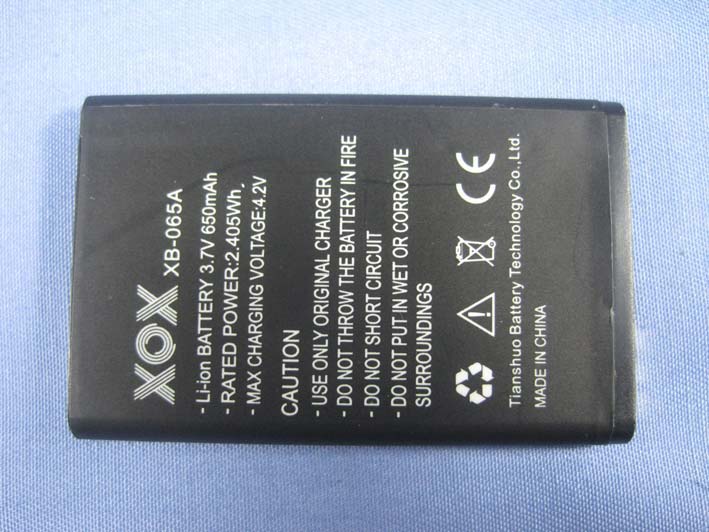 XOX
XB-065A
- Li-ion BATTERY 3.7V 650mAh
- RATED POWER:2.405Wh
- MAX CHARGING VOLTAGE:4.2V
CAUTION
- USE ONLY ORIGINAL CHARGER
- DO NOT THROW THE BATTERY IN FIRE
- DO NOT SHORT CIRCUIT
- DO NOT PUT IN WET OR CORROSIVE
SURROUNDINGS
CE
Tianshuo Battery Technology Co.,Ltd.
MADE IN CHINA